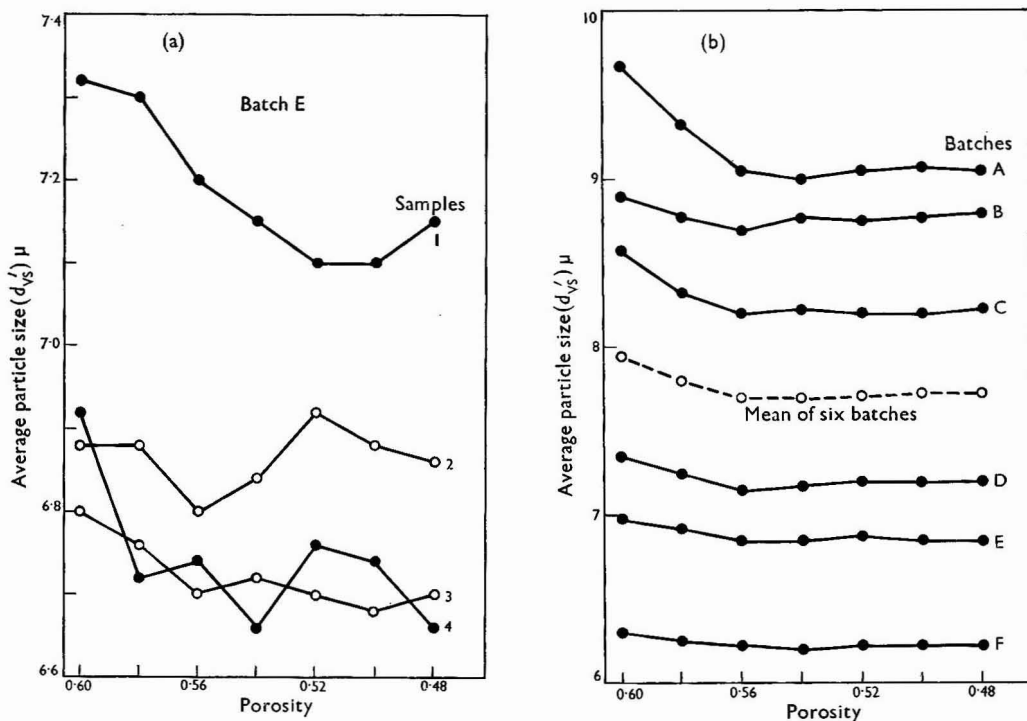 (a)
Batch E
Samples
1
2
3
4
7·4
7·2
7·0
6·8
6·6
Average particle size (d′vs) μ
0·60
0·56
0·52
0·48
Porosity
(b)
Batches
A
B
C
Mean of six batches
D
E
F
10
9
8
7
6
Average particle size (d′vs) μ
0·60
0·56
0·52
0·48
Porosity